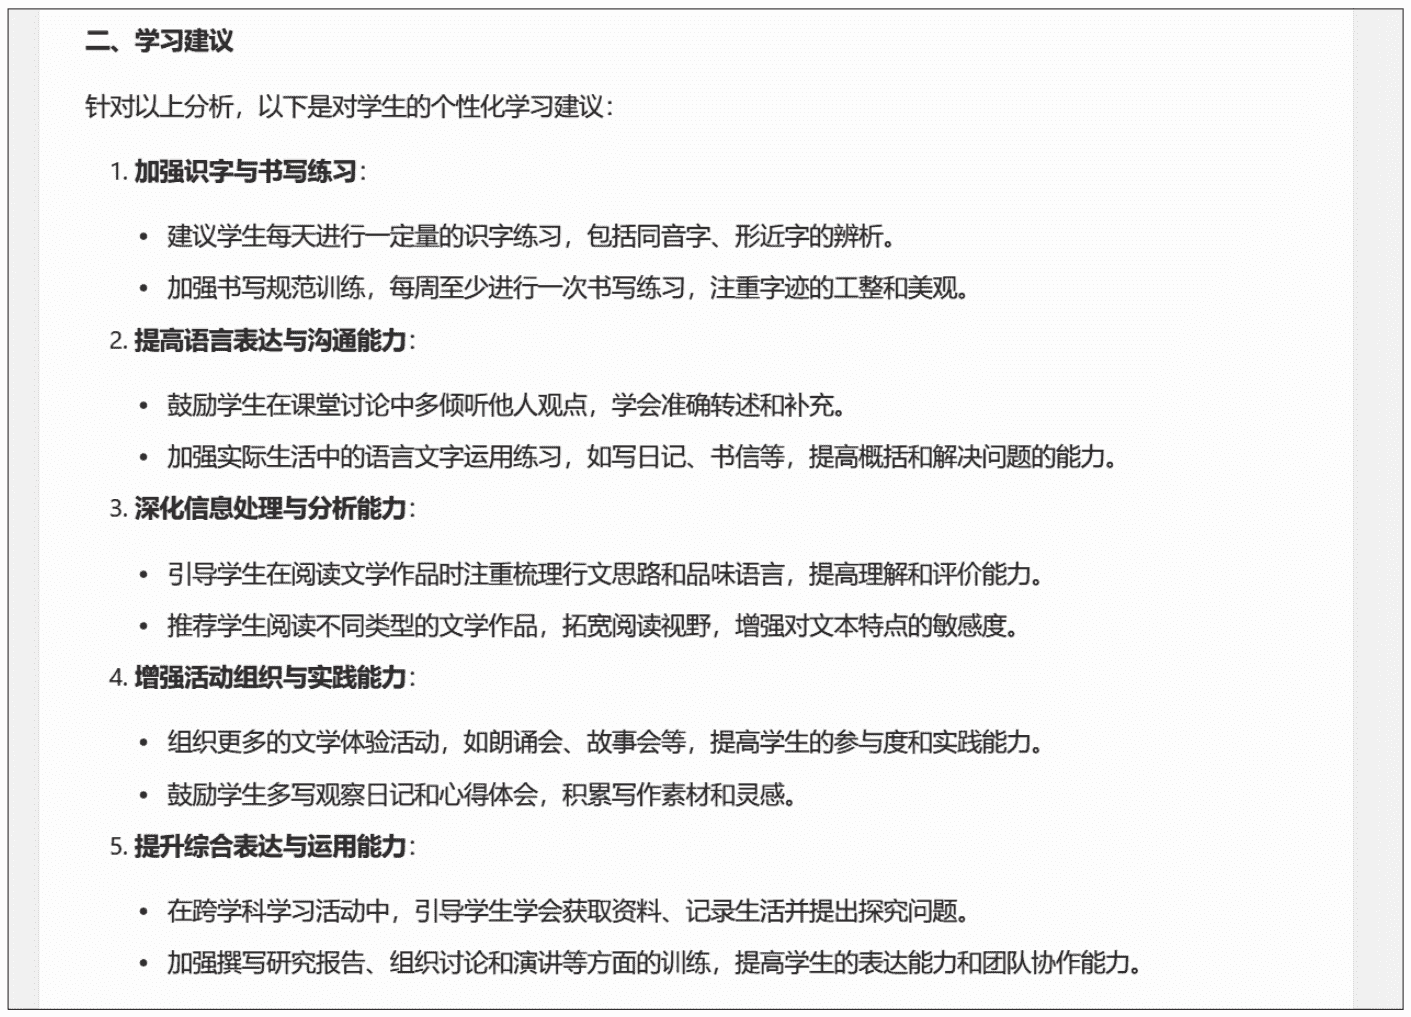 二、学习建议
针对以上分析，以下是对学生的个性化学习建议：
1. 加强识字与书写练习：
• 建议学生每天进行一定量的识字练习，包括同音字、形近字的辨析。
• 加强书写规范训练，每周至少进行一次书写练习，注重字迹的工整和美观。
2. 提高语言表达与沟通能力：
• 鼓励学生在课堂讨论中多倾听他人观点，学会准确转述和补充。
• 加强实际生活中的语言文字运用练习，如写日记、书信等，提高概括和解决问题的能力。
3. 深化信息处理与分析能力：
• 引导学生在阅读文学作品时注重梳理行文思路和品味语言，提高理解和评价能力。
• 推荐学生阅读不同类型的文学作品，拓宽阅读视野，增强对文本特点的敏感度。
4. 增强活动组织与实践能力：
• 组织更多的文学体验活动，如朗诵会、故事会等，提高学生的参与度和实践能力。
• 鼓励学生多写观察日记和心得体会，积累写作素材和灵感。
5. 提升综合表达与运用能力：
• 在跨学科学习活动中，引导学生学会获取资料、记录生活并提出探究问题。
• 加强撰写研究报告、组织讨论和演讲等方面的训练，提高学生的表达能力和团队协作能力。